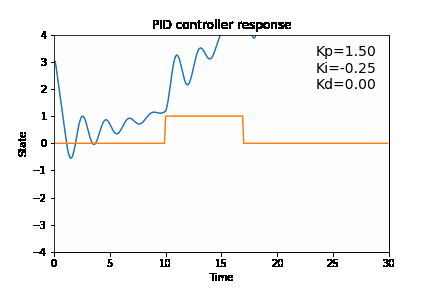 PID controller response
Kp=1.50
Ki=-0.25
Kd=0.00
State
4
3
2
1
0
−1
−2
−3
−4
0 5 10 15 20 25 30
Time